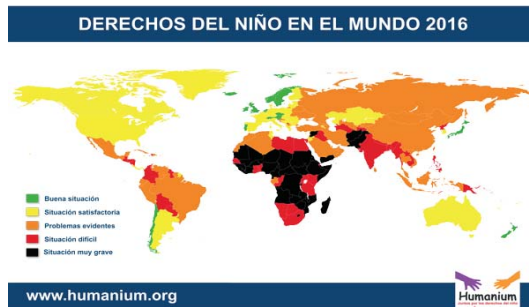 DERECHOS DEL NIÑO EN EL MUNDO 2016
Buena situación
Situación satisfactoria
Problemas evidentes
Situación difícil
Situación muy grave
www.humanium.org
Humanium